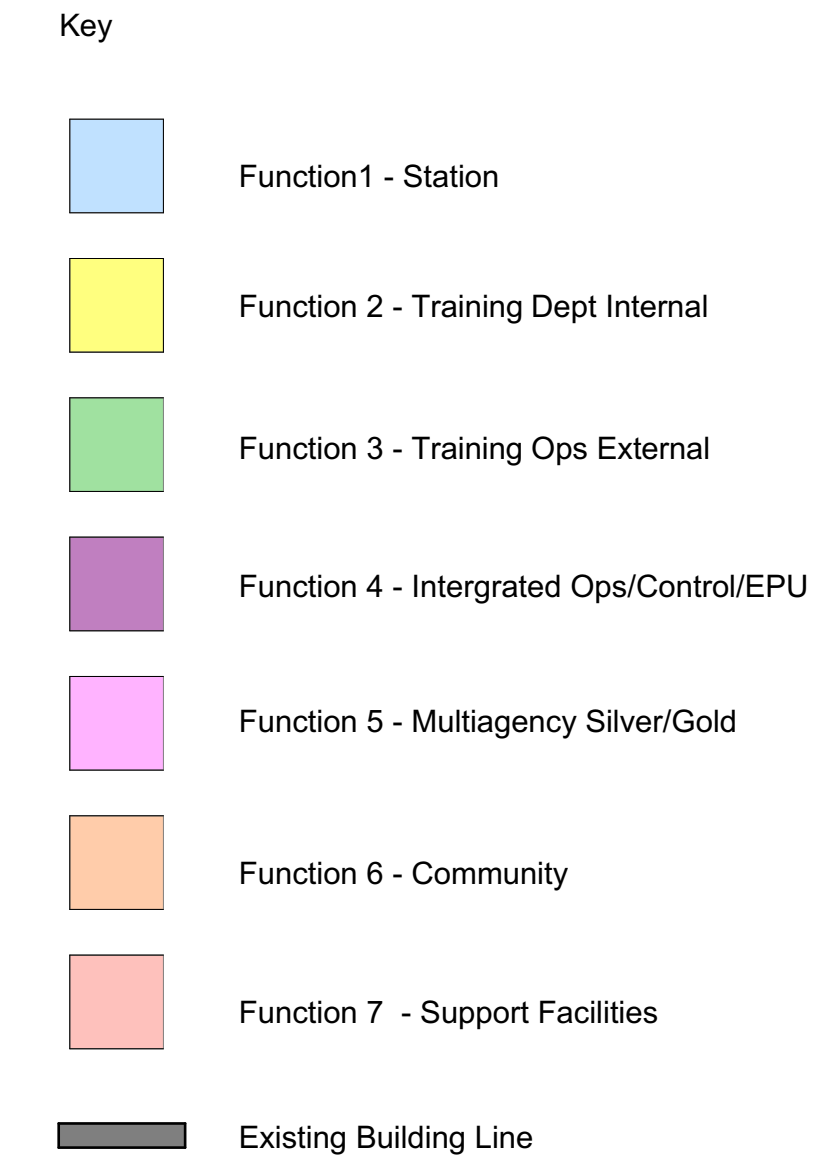 Key
Function1 - Station
Function 2 - Training Dept Internal
Function 3 - Training Ops External
Function 4 - Intergrated Ops/Control/EPU
Function 5 - Multiagency Silver/Gold
Function 6 - Community
Function 7  - Support Facilities
Existing Building Line